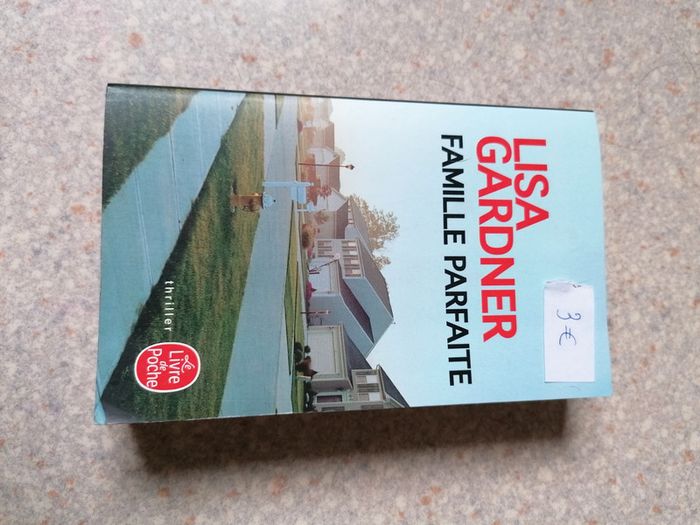 LISA
GARDNER
FAMILLE PARFAITE
3 €
thriller
Le
Livre
de
Poche